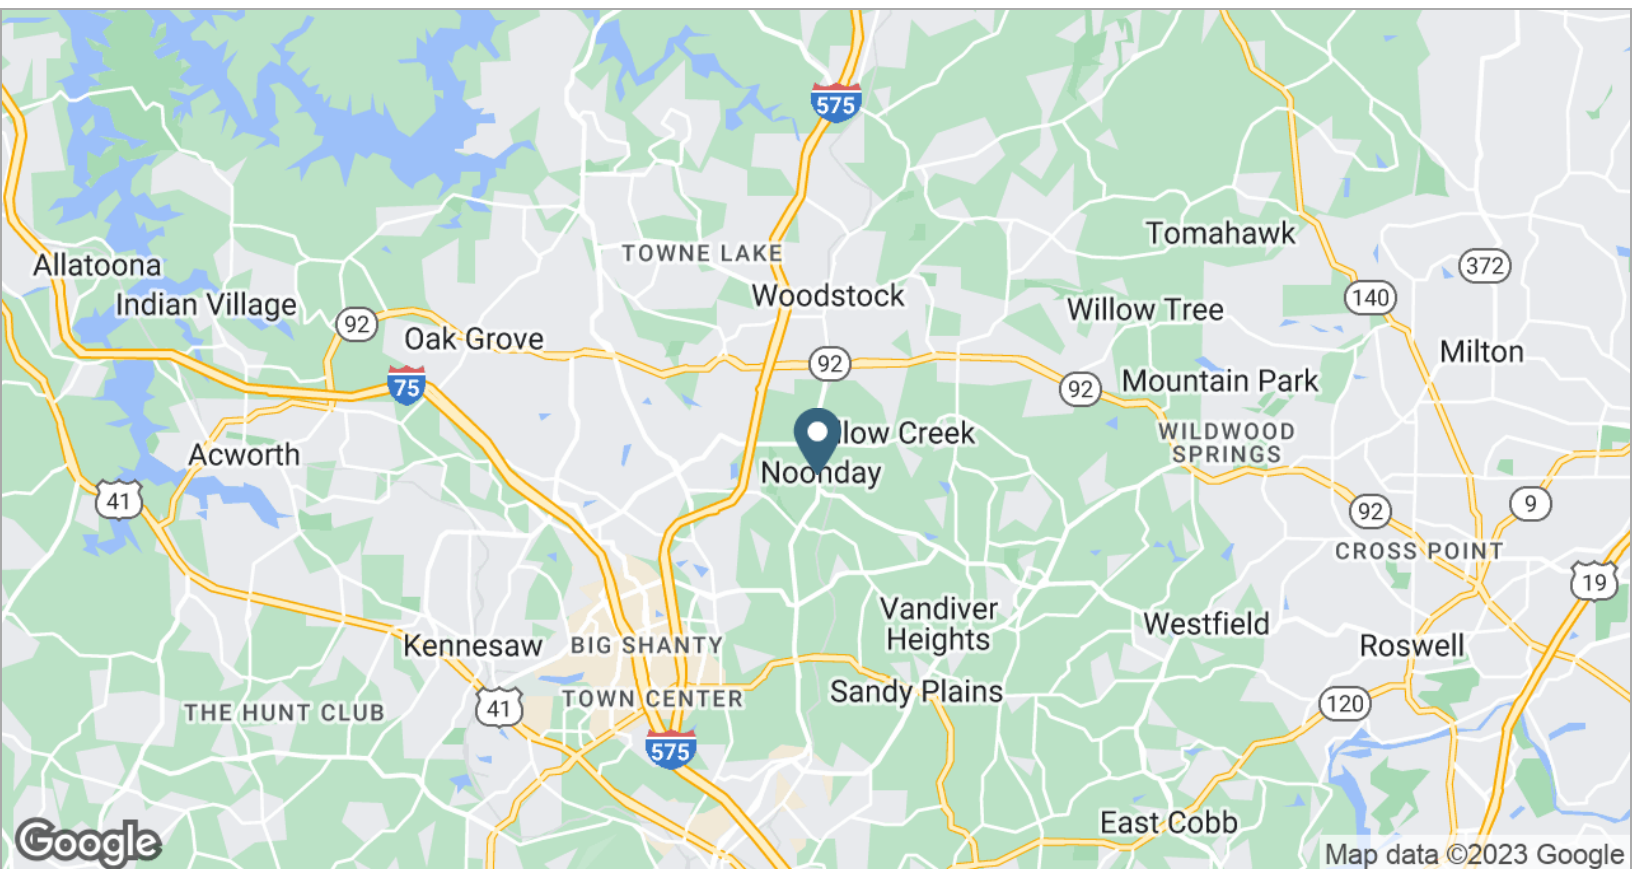 575
TOWNE LAKE
Tomahawk
Allatoona
372
Indian Village
Woodstock
140
Willow Tree
92
Oak Grove
Milton
92
75
92
Mountain Park
llow Creek
WILDWOOD
SPRINGS
Acworth
Noonday
41
9
92
CROSS POINT
19
Vandiver
Heights
Westfield
Kennesaw
BIG SHANTY
Roswell
Sandy Plains
TOWN CENTER
120
THE HUNT CLUB
41
575
East Cobb
Google
Map data ©2023 Google